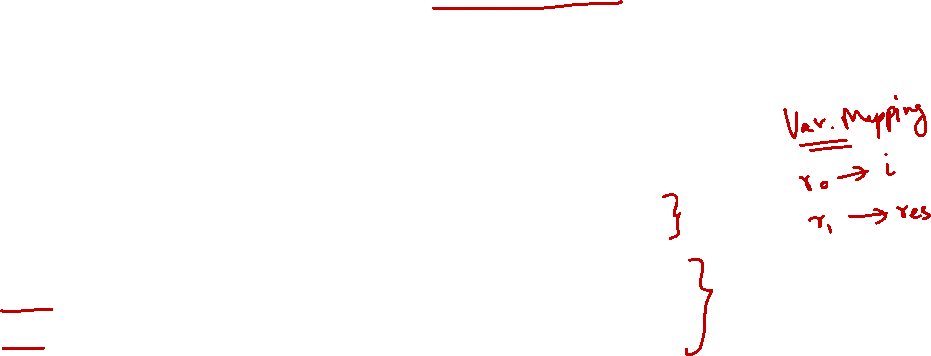 Var. Mapping
r0 → i
r1 → res
}
}